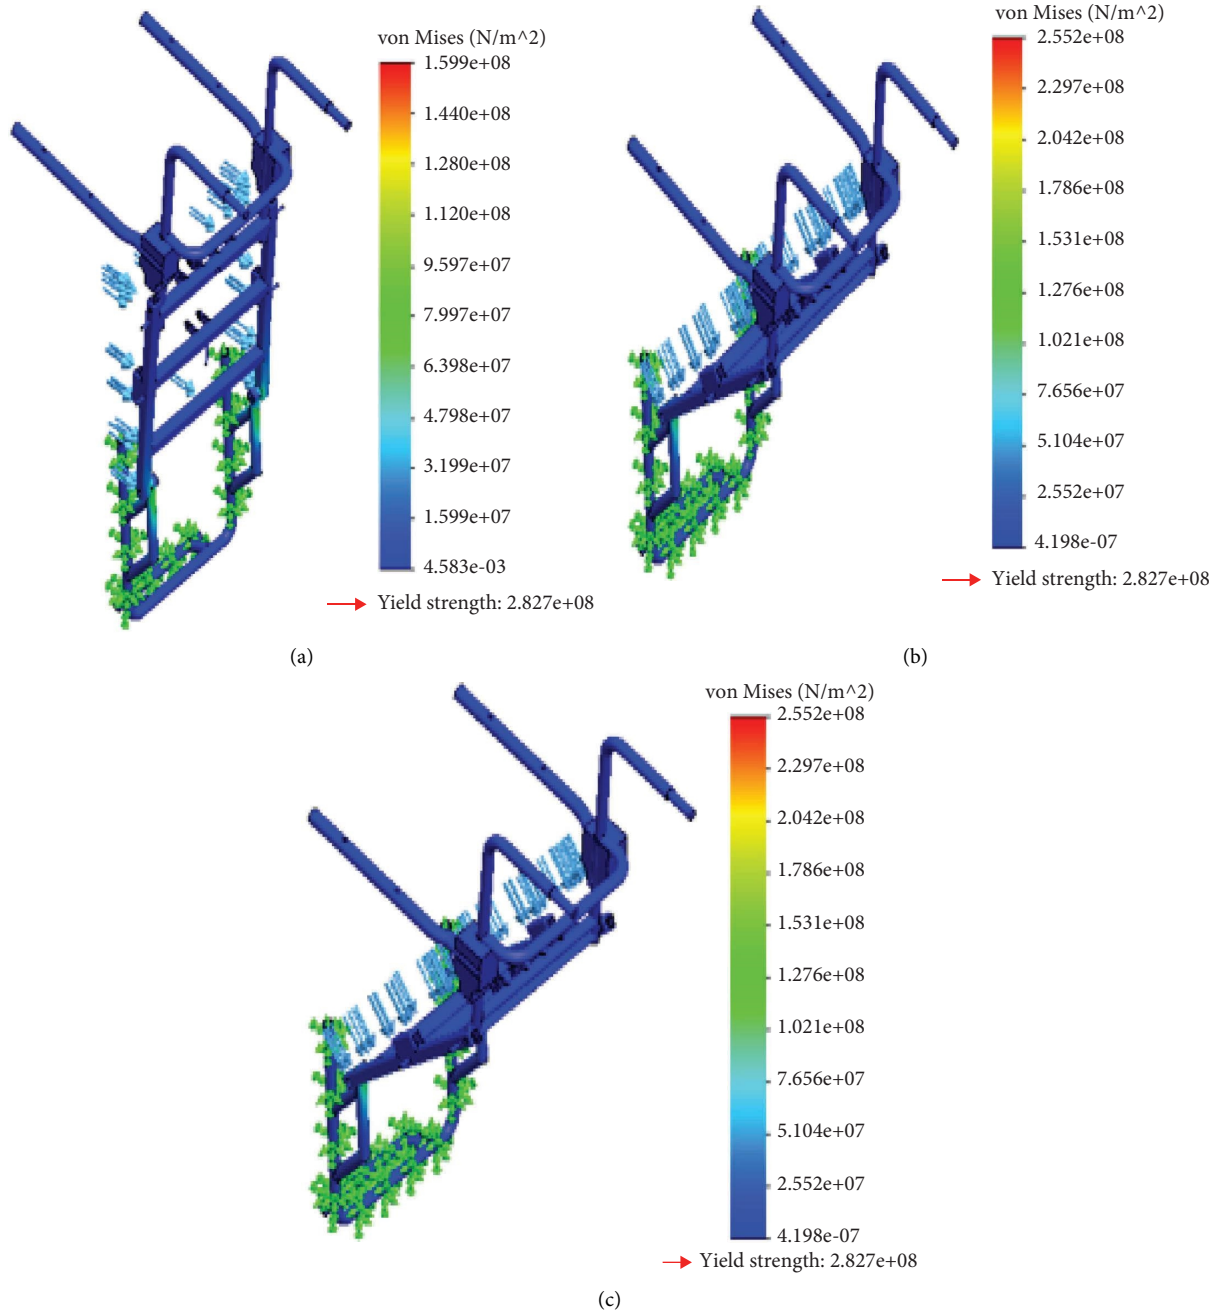 von Mises (N/m^2)
1.599e+08
1.440e+08
1.280e+08
1.120e+08
9.597e+07
7.997e+07
6.398e+07
4.798e+07
3.199e+07
1.599e+07
4.583e-03
Yield strength: 2.827e+08
(a)
von Mises (N/m^2)
2.552e+08
2.297e+08
2.042e+08
1.786e+08
1.531e+08
1.276e+08
1.021e+08
7.656e+07
5.104e+07
2.552e+07
4.198e-07
Yield strength: 2.827e+08
(b)
von Mises (N/m^2)
2.552e+08
2.297e+08
2.042e+08
1.786e+08
1.531e+08
1.276e+08
1.021e+08
7.656e+07
5.104e+07
2.552e+07
4.198e-07
Yield strength: 2.827e+08
(c)